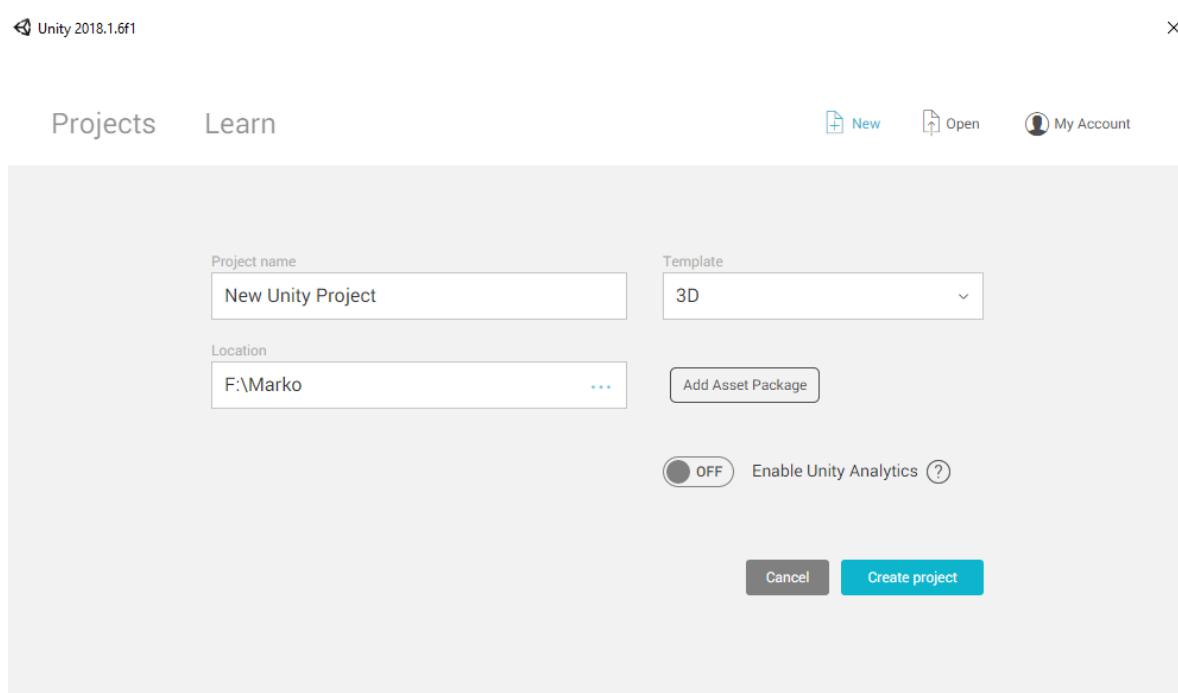 Unity 2018.1.6f1
Projects Learn New Open My Account
Project name Template
New Unity Project 3D
Location
F:\Marko ... Add Asset Package
OFF Enable Unity Analytics ?
Cancel Create project